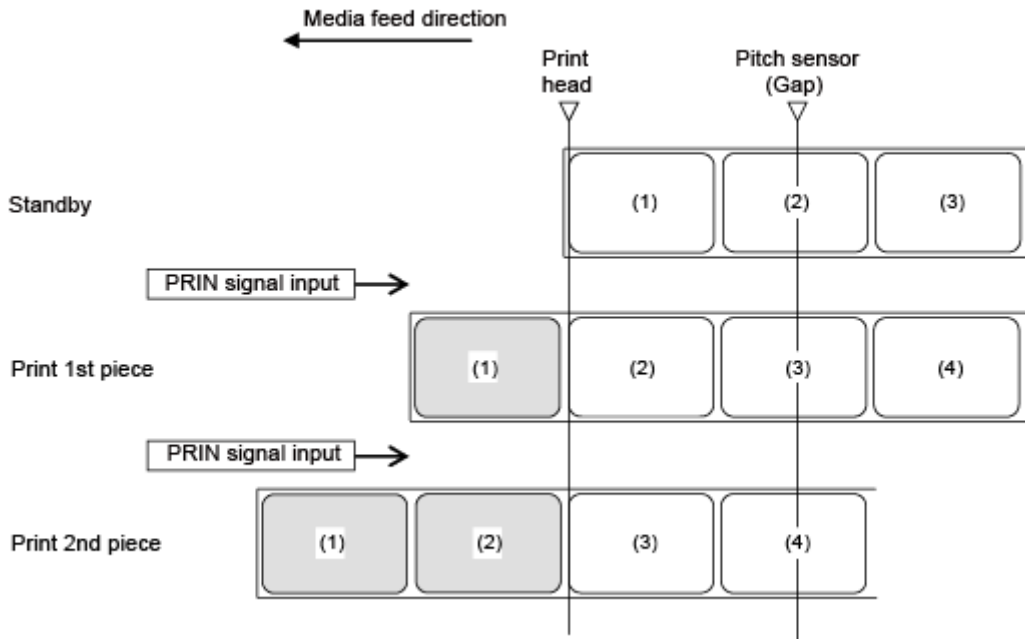 Media feed direction
Print
head
Pitch sensor
(Gap)
Standby
(1)
(2)
(3)
PRIN signal input
Print 1st piece
(1)
(2)
(3)
(4)
PRIN signal input
Print 2nd piece
(1)
(2)
(3)
(4)